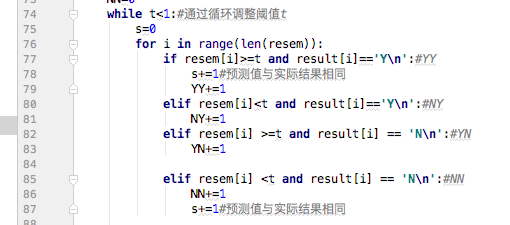 73 NN=0
74 while t<1:#通过循环调整阈值t
75 s=0
76 for i in range(len(resem)):
77 if resem[i]>=t and result[i]=='Y\n':#YY
78 s+=1#预测值与实际结果相同
79 YY+=1
80 elif resem[i]<t and result[i]=='Y\n':#NY
81 NY+=1
82 elif resem[i] >=t and result[i] == 'N\n':#YN
83 YN+=1
84
85 elif resem[i] <t and result[i] == 'N\n':#NN
86 NN+=1
87 s+=1#预测值与实际结果相同
88